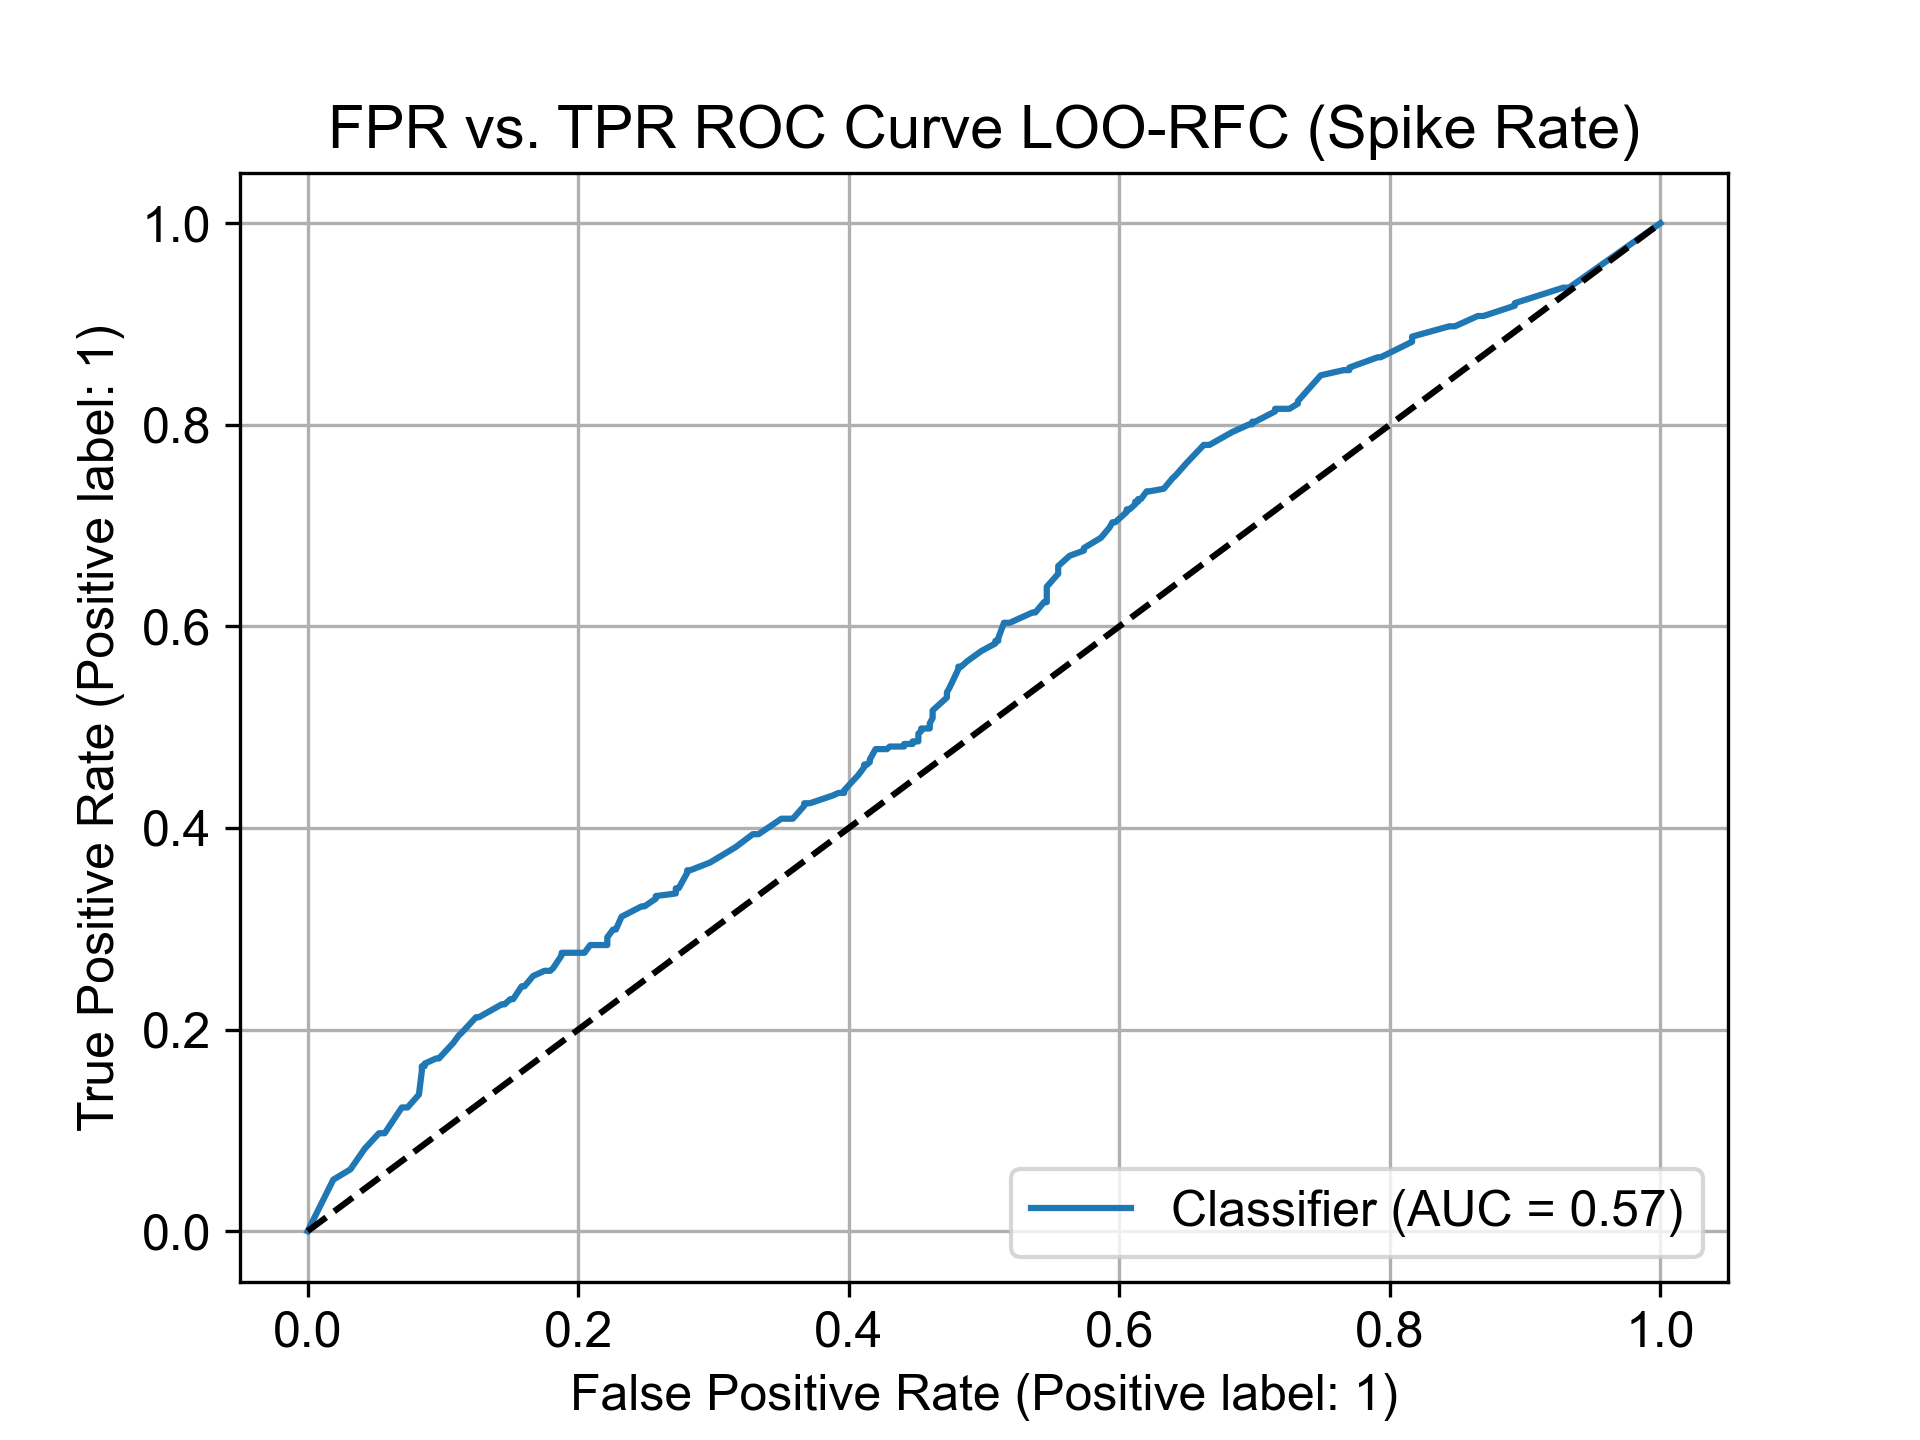 FPR vs. TPR ROC Curve LOO-RFC (Spike Rate)
1.0
0.8
0.6
0.4
0.2
0.0
True Positive Rate (Positive label: 1)
Classifier (AUC = 0.57)
0.0 0.2 0.4 0.6 0.8 1.0
False Positive Rate (Positive label: 1)